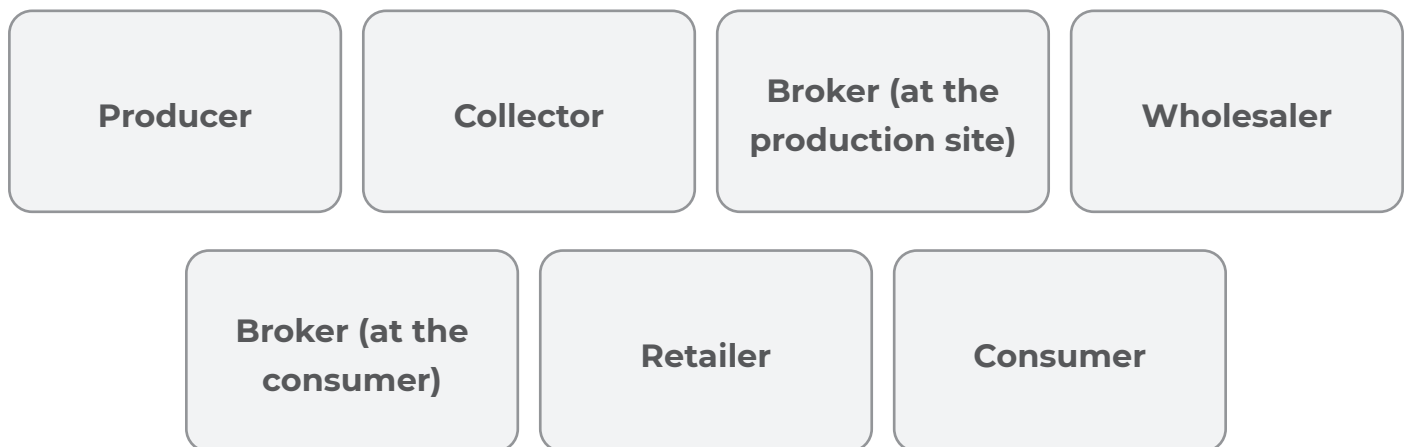 Producer
Collector
Broker (at the
production site)
Wholesaler
Broker (at the
consumer)
Retailer
Consumer